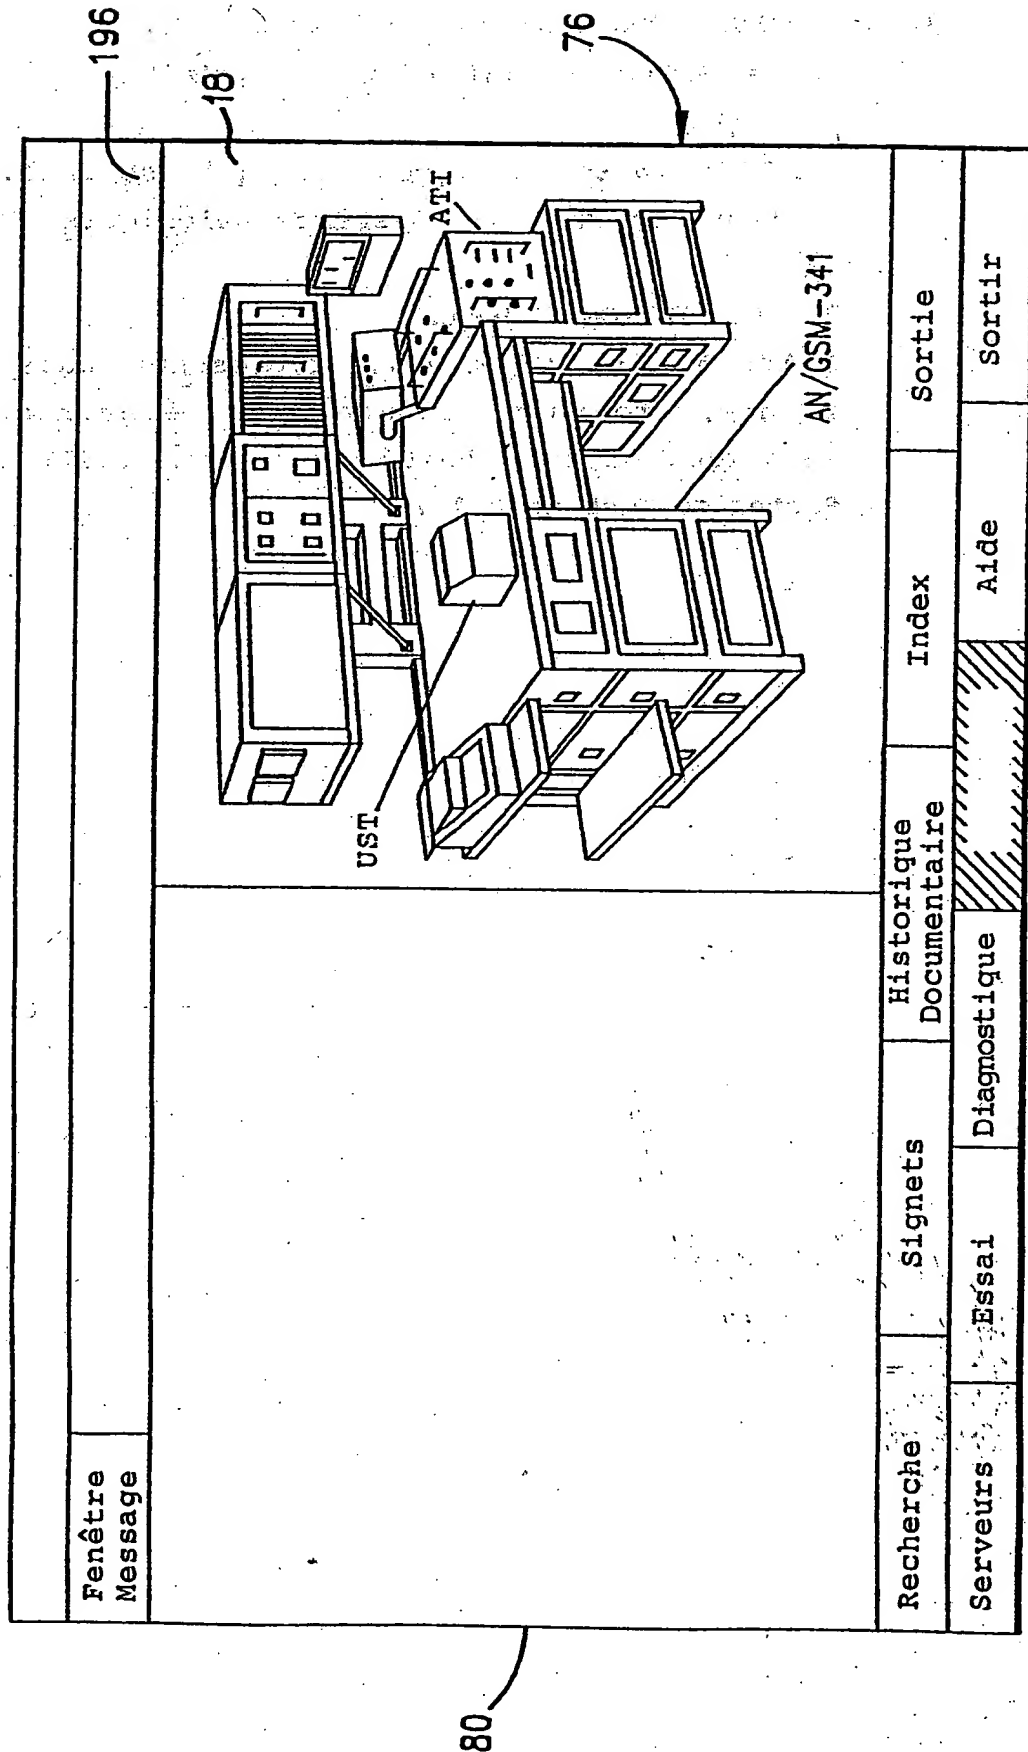 Fenêtre
Message
196
18
76
80
UST
ATI
AN/GSM-341
Recherche
Signets
Historique
Documentaire
Index
Sortie
Serveurs
Essai
Diagnostique
Aide
Sortir